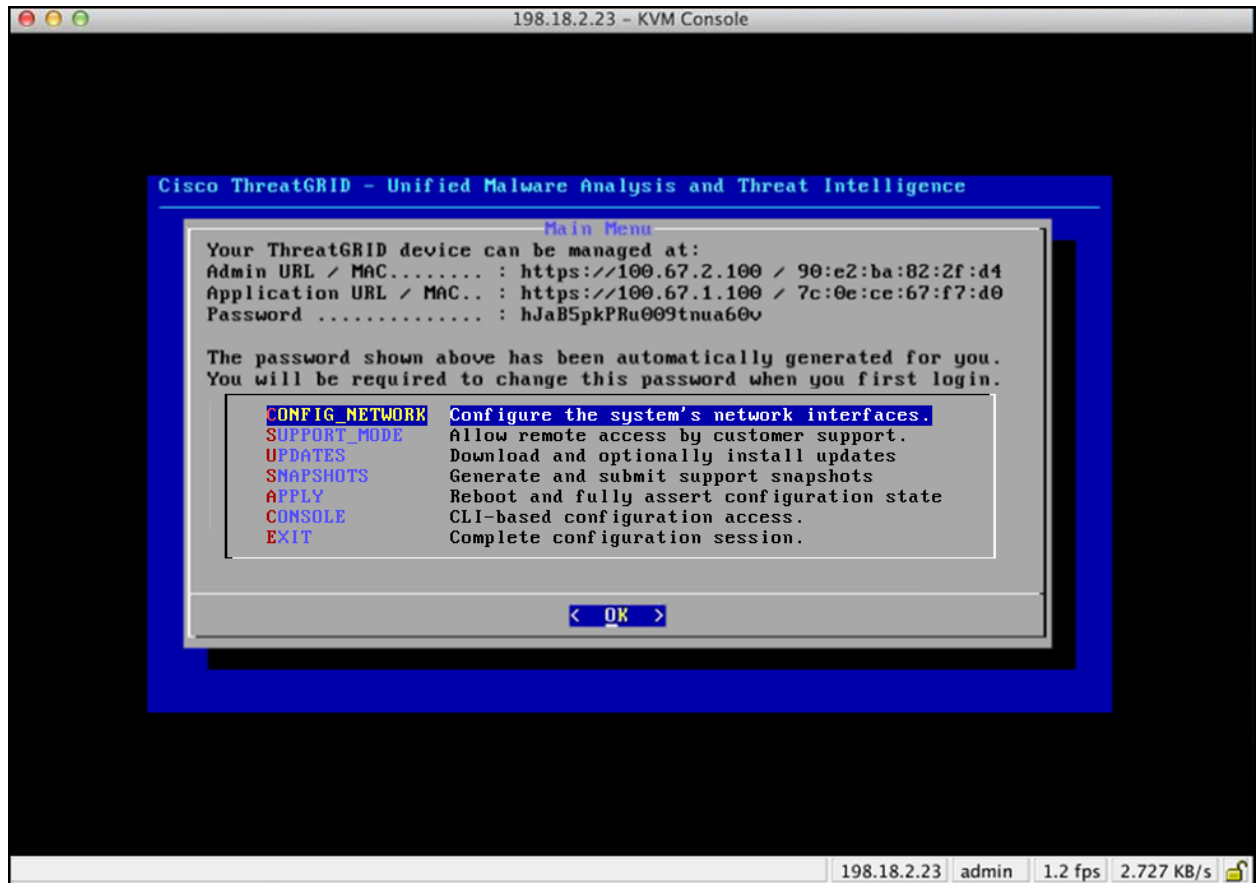 198.18.2.23 – KVM Console
Cisco ThreatGRID - Unified Malware Analysis and Threat Intelligence
Main Menu
Your ThreatGRID device can be managed at:
Admin URL / MAC........ : https://100.67.2.100 / 90:e2:ba:82:2f:d4
Application URL / MAC.. : https://100.67.1.100 / 7c:0e:ce:67:f7:d0
Password .............. : hJaB5pkPRu009tnua60v
The password shown above has been automatically generated for you.
You will be required to change this password when you first login.
CONFIG_NETWORK Configure the system's network interfaces.
SUPPORT_MODE Allow remote access by customer support.
UPDATES Download and optionally install updates
SNAPSHOTS Generate and submit support snapshots
APPLY Reboot and fully assert configuration state
CONSOLE CLI-based configuration access.
EXIT Complete configuration session.
< OK >
198.18.2.23 admin 1.2 fps 2.727 KB/s